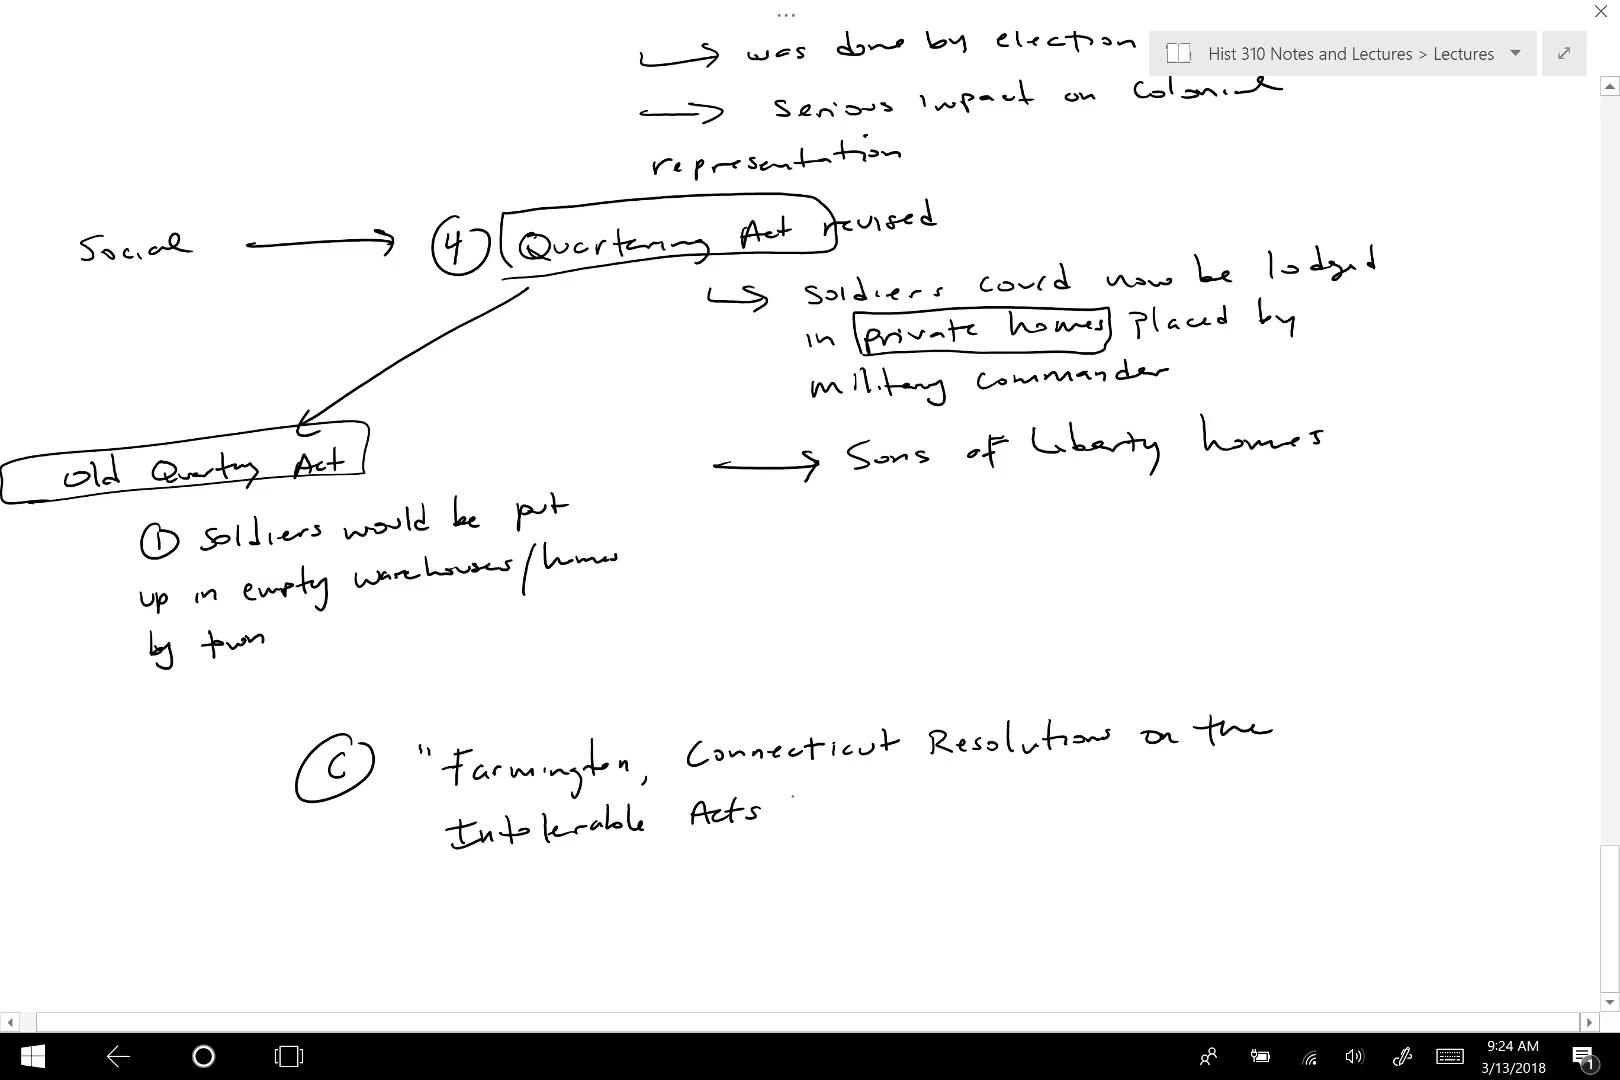 → was done by election
Hist 310 Notes and Lectures > Lectures
→ serious impact on colonial
representation
Social → ④ Quartering Act revised
↳ soldiers could now be lodged
in private homes placed by
military commander
→ Sons of Liberty homes
Old Quartring Act
① soldiers would be put
up in empty warehouses/homes
by town
Ⓒ "Farmington, Connecticut Resolutions on the
Intolerable Acts
9:24 AM
3/13/2018
1